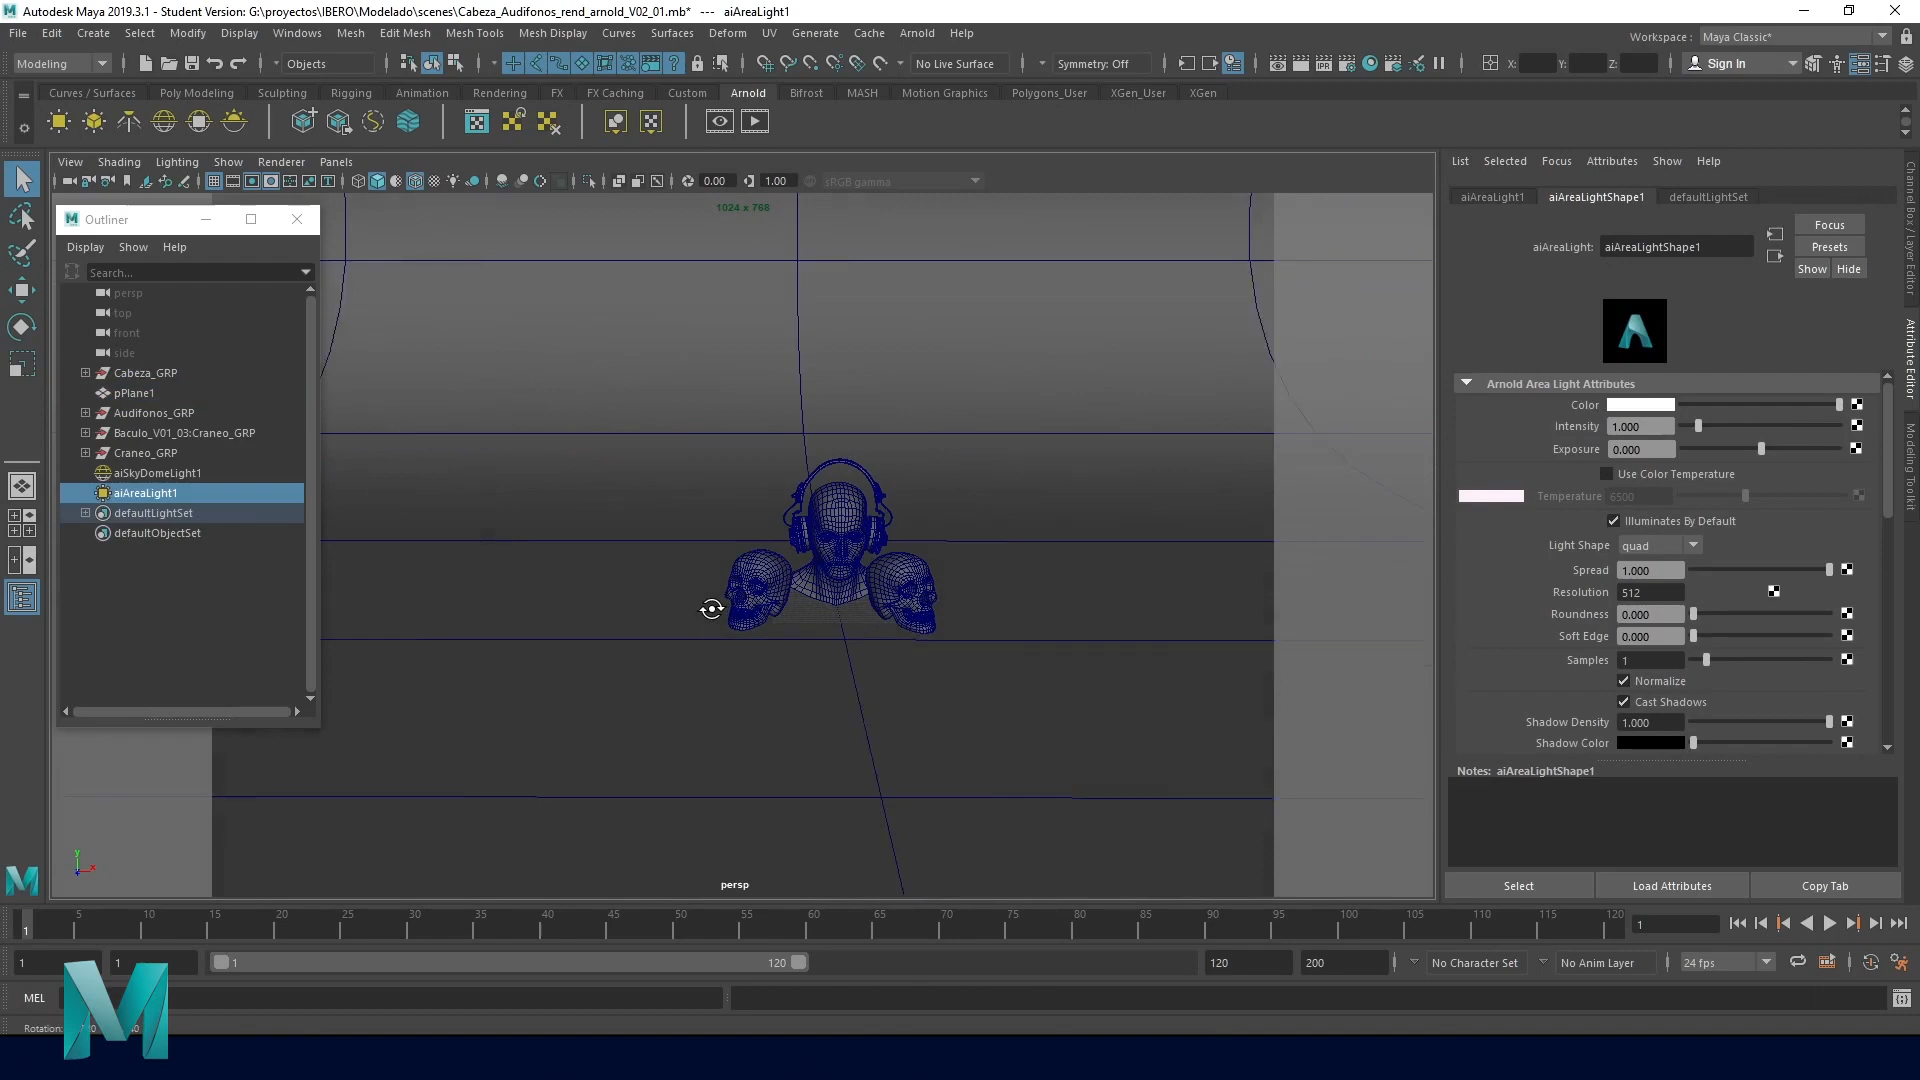 Autodesk Maya 2019.3.1 - Student Version: G:\proyectos\IBERO\Modelado\scenes\Cabeza_Audifonos_rend_arnold_V02_01.mb* --- aiAreaLight1
File Edit Create Select Modify Display Windows Mesh Edit Mesh Mesh Tools Mesh Display Curves Surfaces Deform UV Generate Cache Arnold Help
Workspace : Maya Classic*
Modeling Objects No Live Surface Symmetry: Off X: Y: Z: Sign In
Curves / Surfaces Poly Modeling Sculpting Rigging Animation Rendering FX FX Caching Custom Arnold Bifrost MASH Motion Graphics Polygons_User XGen_User XGen
View Shading Lighting Show Renderer Panels
0.00 1.00 sRGB gamma
1024 x 768
Outliner
Display Show Help
Search...
persp
top
front
side
Cabeza_GRP
pPlane1
Audifonos_GRP
Baculo_V01_03:Craneo_GRP
Craneo_GRP
aiSkyDomeLight1
aiAreaLight1
defaultLightSet
defaultObjectSet
persp
y
x
List Selected Focus Attributes Show Help
aiAreaLight1 aiAreaLightShape1 defaultLightSet
Focus
aiAreaLight: aiAreaLightShape1
Presets
Show Hide
Arnold Area Light Attributes
Color
Intensity 1.000
Exposure 0.000
Use Color Temperature
Temperature 6500
Illuminates By Default
Light Shape quad
Spread 1.000
Resolution 512
Roundness 0.000
Soft Edge 0.000
Samples 1
Normalize
Cast Shadows
Shadow Density 1.000
Shadow Color
Notes: aiAreaLightShape1
Select Load Attributes Copy Tab
Channel Box / Layer Editor
Attribute Editor
Modeling Toolkit
5 10 15 20 25 30 35 40 45 50 55 60 65 70 75 80 85 90 95 100 105 110 115 120
1
1
1 1 1 120 120 200 No Character Set No Anim Layer 24 fps
MEL
Rotation: